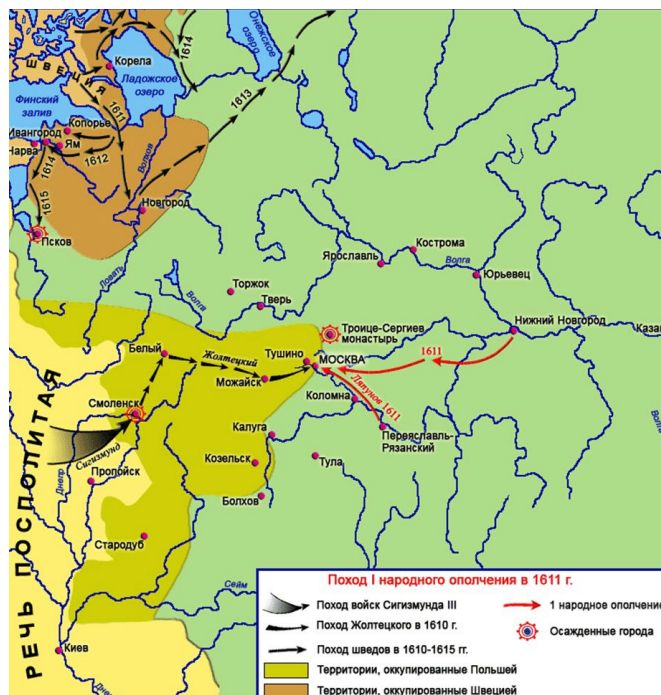 Онежское
озеро
1614
Корела
ШВЕЦИЯ
Ладожское
озеро
1611
1613
Финский
залив
Копорье
Ивангород
Нарва
Ям
1612
Волхов
1614
1615
Новгород
Псков
Ловать
Кострома
Ярославль
Волга
Юрьевец
Торжок
Волга
Тверь
Троице-Сергиев
монастырь
Нижний Новгород
Каза
Белый
Жолтецкий
Тушино
МОСКВА
1611
Можайск
Ляпунов 1611
Коломна
Смоленск
Сигизмунд
Калуга
Переяславль-
Рязанский
Волга
Козельск
Тула
Днепр
Пропойск
Болхов
РЕЧЬ ПОСПОЛИТАЯ
Стародуб
Сейм
Киев
Днепр
Поход I народного ополчения в 1611 г.
Поход войск Сигизмунда III
1 народное ополчение
Поход Жолтецкого в 1610 г.
Осажденные города
Поход шведов в 1610-1615 гг.
Территории, оккупированные Польшей
Территории, оккупированные Швецией